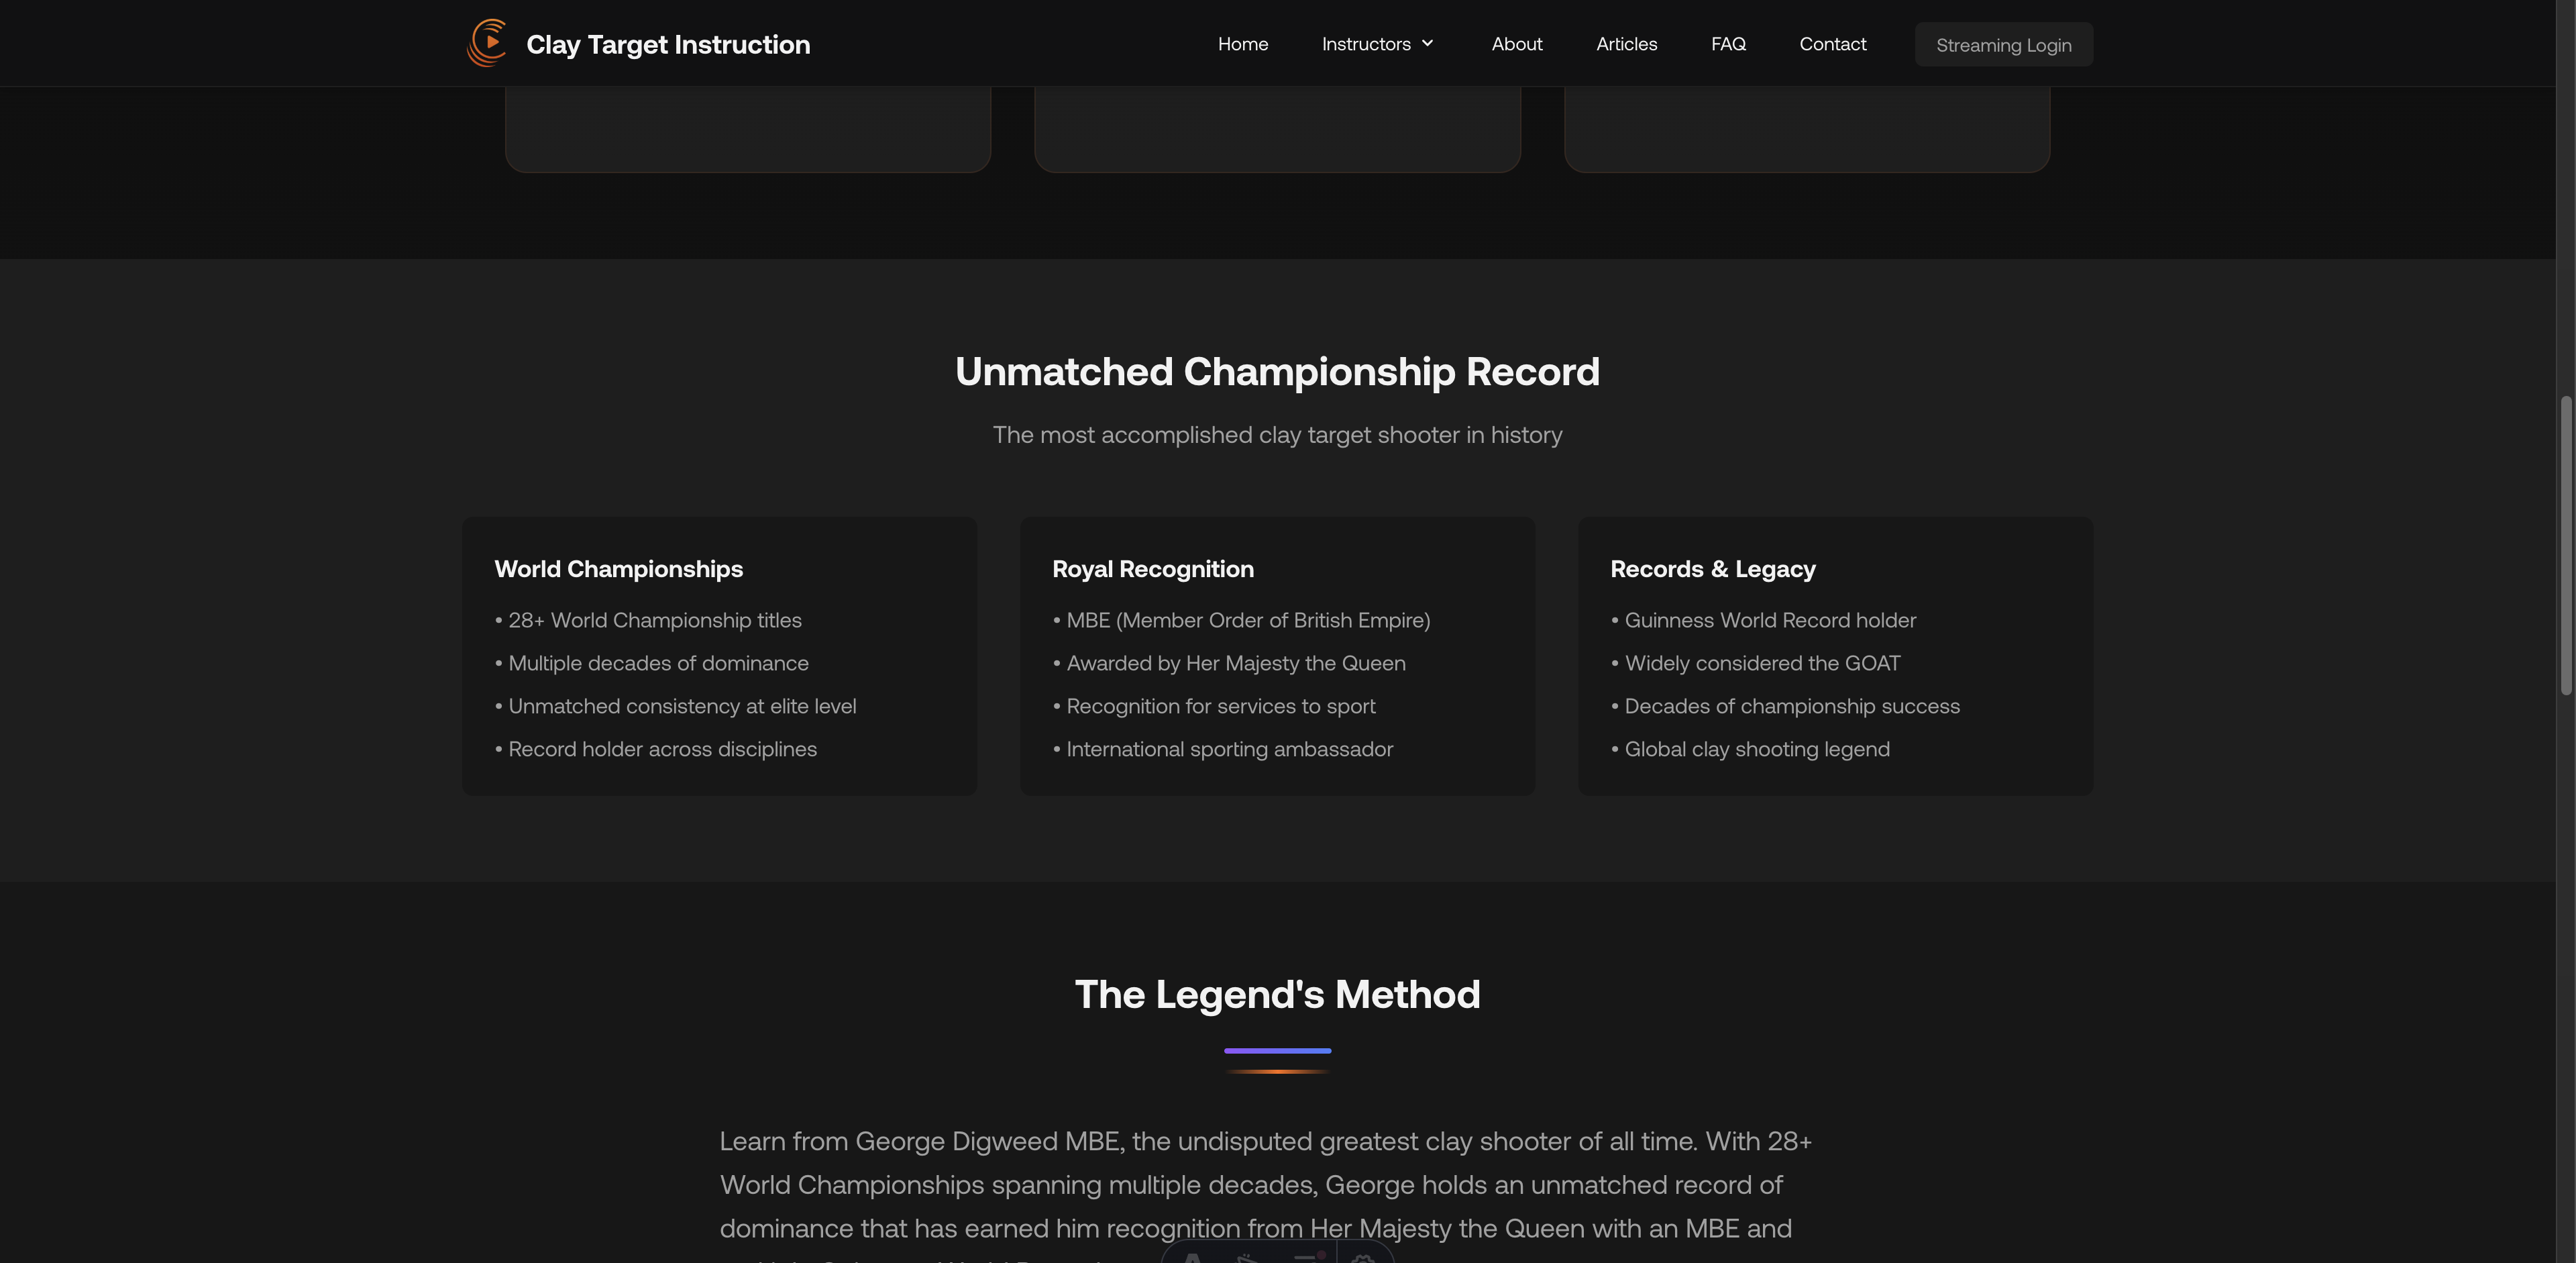 Clay Target Instruction
Home
Instructors
About
Articles
FAQ
Contact
Streaming Login
Unmatched Championship Record
The most accomplished clay target shooter in history
World Championships
• 28+ World Championship titles
• Multiple decades of dominance
• Unmatched consistency at elite level
• Record holder across disciplines
Royal Recognition
• MBE (Member Order of British Empire)
• Awarded by Her Majesty the Queen
• Recognition for services to sport
• International sporting ambassador
Records & Legacy
• Guinness World Record holder
• Widely considered the GOAT
• Decades of championship success
• Global clay shooting legend
The Legend's Method
Learn from George Digweed MBE, the undisputed greatest clay shooter of all time. With 28+
World Championships spanning multiple decades, George holds an unmatched record of
dominance that has earned him recognition from Her Majesty the Queen with an MBE and